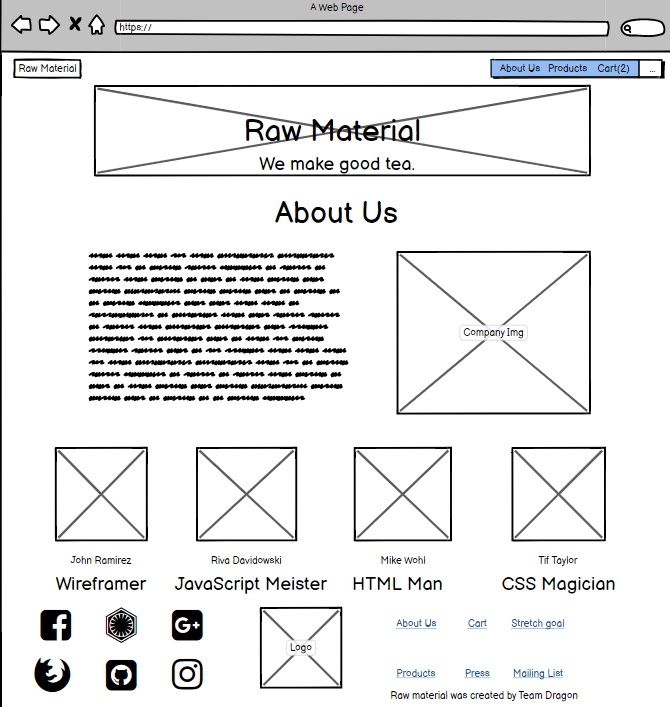 A Web Page
https://
Raw Material
About Us Products Cart(2) ...
Raw Material
We make good tea.
About Us
Company Img
John Ramirez Riva Davidowski Mike Wohl Tif Taylor
Wireframer JavaScript Meister HTML Man CSS Magician
G+
Logo
About Us Cart Stretch goal
Products Press Mailing List
Raw material was created by Team Dragon